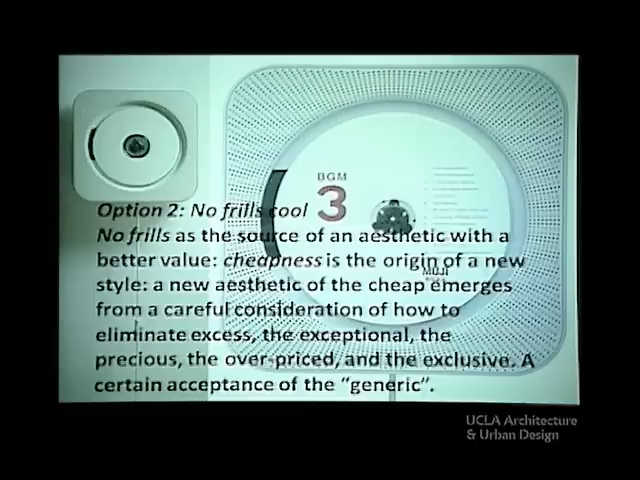 BGM
3
MUJI
Option 2: No frills cool
No frills as the source of an aesthetic with a
better value: cheapness is the origin of a new
style: a new aesthetic of the cheap emerges
from a careful consideration of how to
eliminate excess, the exceptional, the
precious, the over-priced, and the exclusive. A
certain acceptance of the “generic”.
UCLA Architecture
& Urban Design